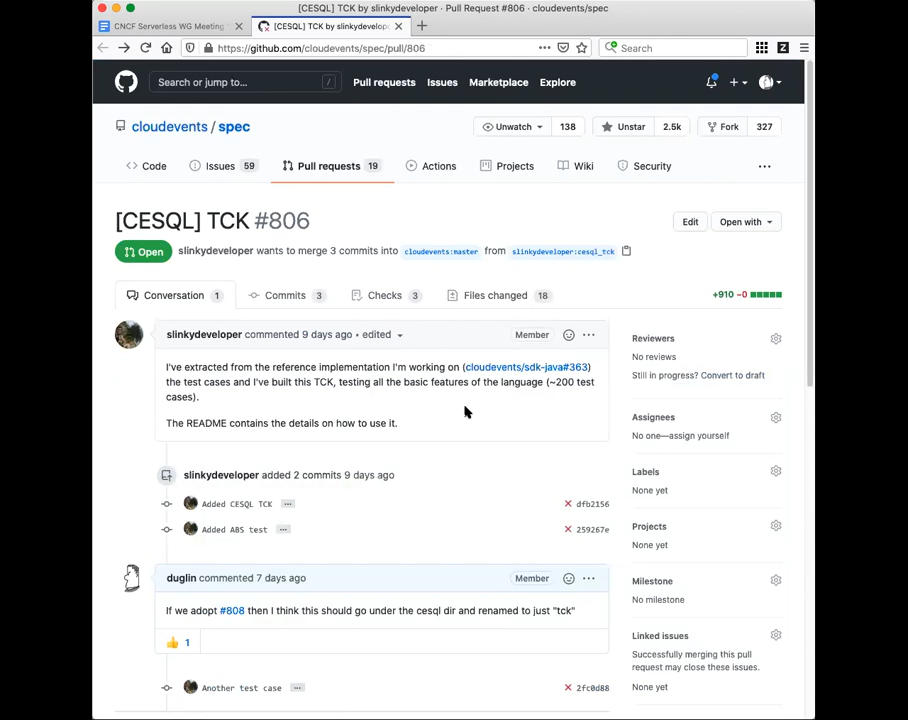 [CESQL] TCK by slinkydeveloper · Pull Request #806 · cloudevents/spec
CNCF Serverless WG Meeting
[CESQL] TCK by slinkydevelope
https://github.com/cloudevents/spec/pull/806
Search
Search or jump to...
/
Pull requests
Issues
Marketplace
Explore
cloudevents / spec
Unwatch
138
Unstar
2.5k
Fork
327
Code
Issues 59
Pull requests 19
Actions
Projects
Wiki
Security
[CESQL] TCK #806
Edit
Open with
Open
slinkydeveloper wants to merge 3 commits into cloudevents:master from slinkydeveloper:cesql_tck
Conversation 1
Commits 3
Checks 3
Files changed 18
+910 −0
slinkydeveloper commented 9 days ago • edited
Member
I've extracted from the reference implementation I'm working on (cloudevents/sdk-java#363)
the test cases and I've built this TCK, testing all the basic features of the language (~200 test
cases).
The README contains the details on how to use it.
slinkydeveloper added 2 commits 9 days ago
Added CESQL TCK
dfb2156
Added ABS test
259267e
duglin commented 7 days ago
Member
If we adopt #808 then I think this should go under the cesql dir and renamed to just "tck"
👍 1
Another test case
2fc0d88
Reviewers
No reviews
Still in progress? Convert to draft
Assignees
No one—assign yourself
Labels
None yet
Projects
None yet
Milestone
No milestone
Linked issues
Successfully merging this pull
request may close these issues.
None yet